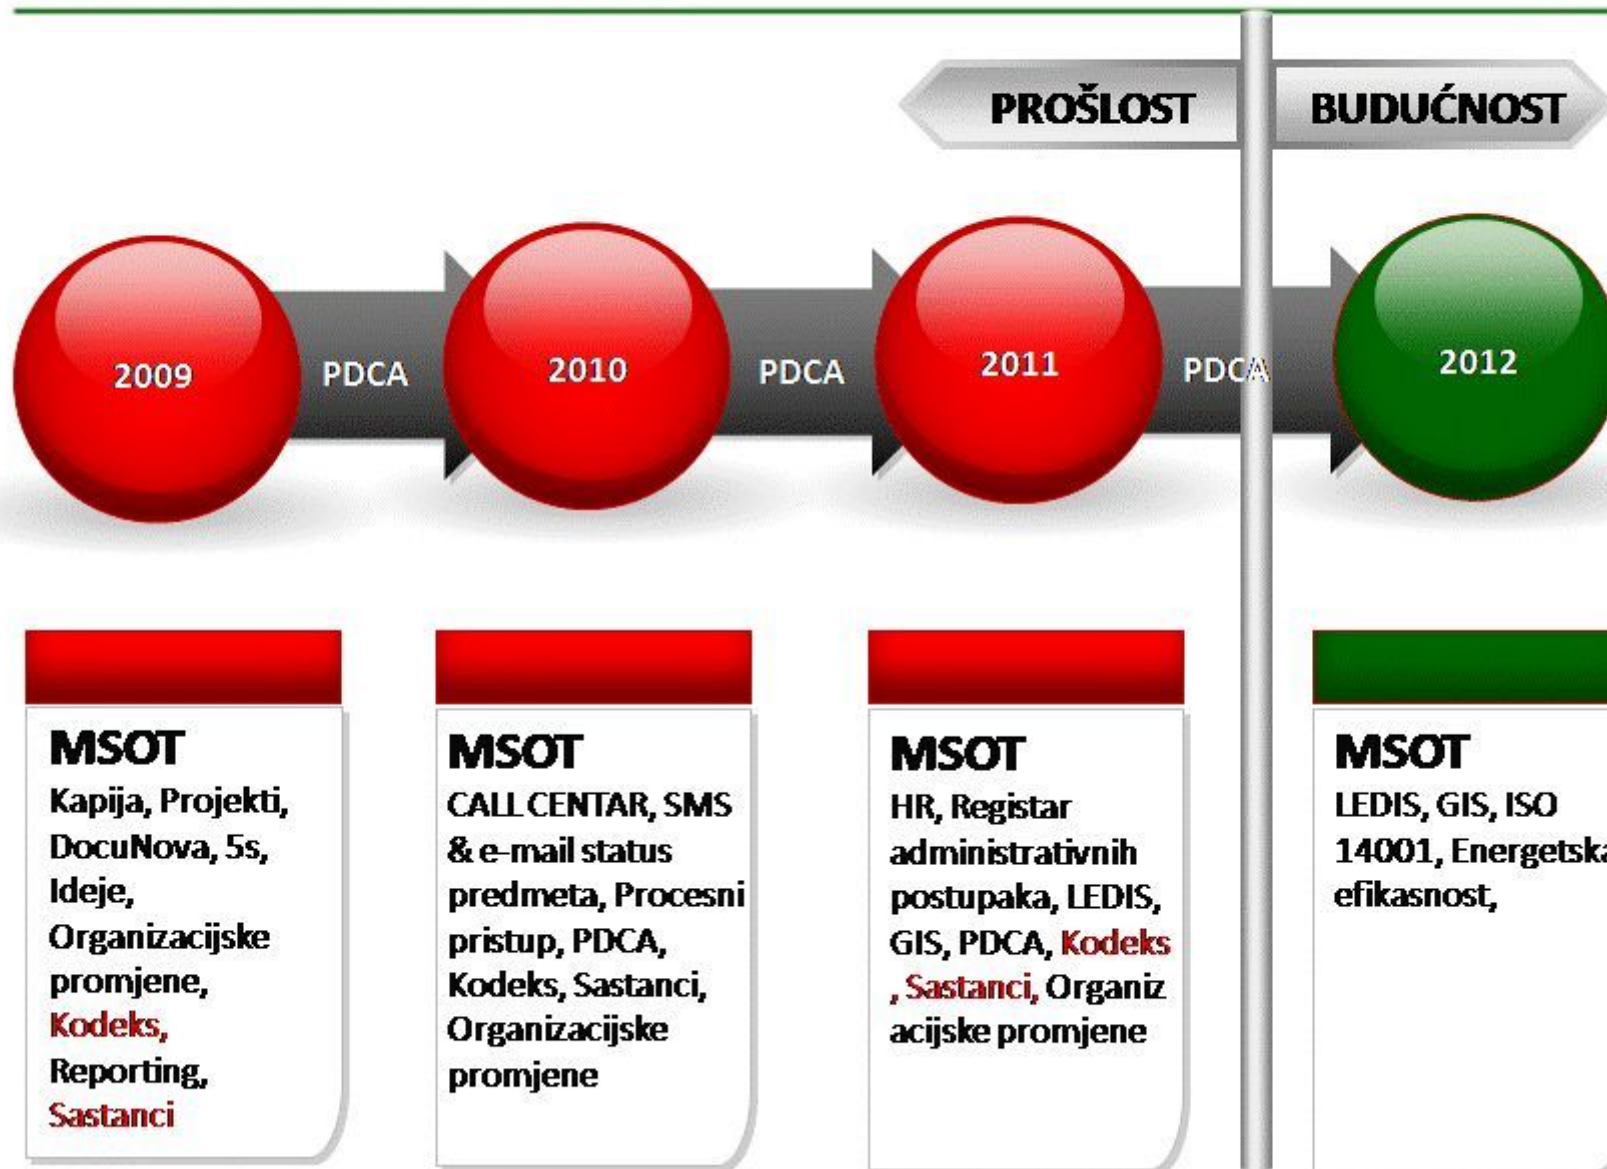 PROŠLOST
BUDUĆNOST
2009
PDCA
2010
PDCA
2011
PDCA
2012
MSOT
Kapija, Projekti,
DocuNova, 5s,
Ideje,
Organizacijske
promjene,
Kodeks,
Reporting,
Sastanci
MSOT
CALL CENTAR, SMS
& e-mail status
predmeta, Procesni
pristup, PDCA,
Kodeks, Sastanci,
Organizacijske
promjene
MSOT
HR, Registar
administrativnih
postupaka, LEDIS,
GIS, PDCA, Kodeks
, Sastanci, Organiz
acijske promjene
MSOT
LEDIS, GIS, ISO
14001, Energetska
efikasnost,